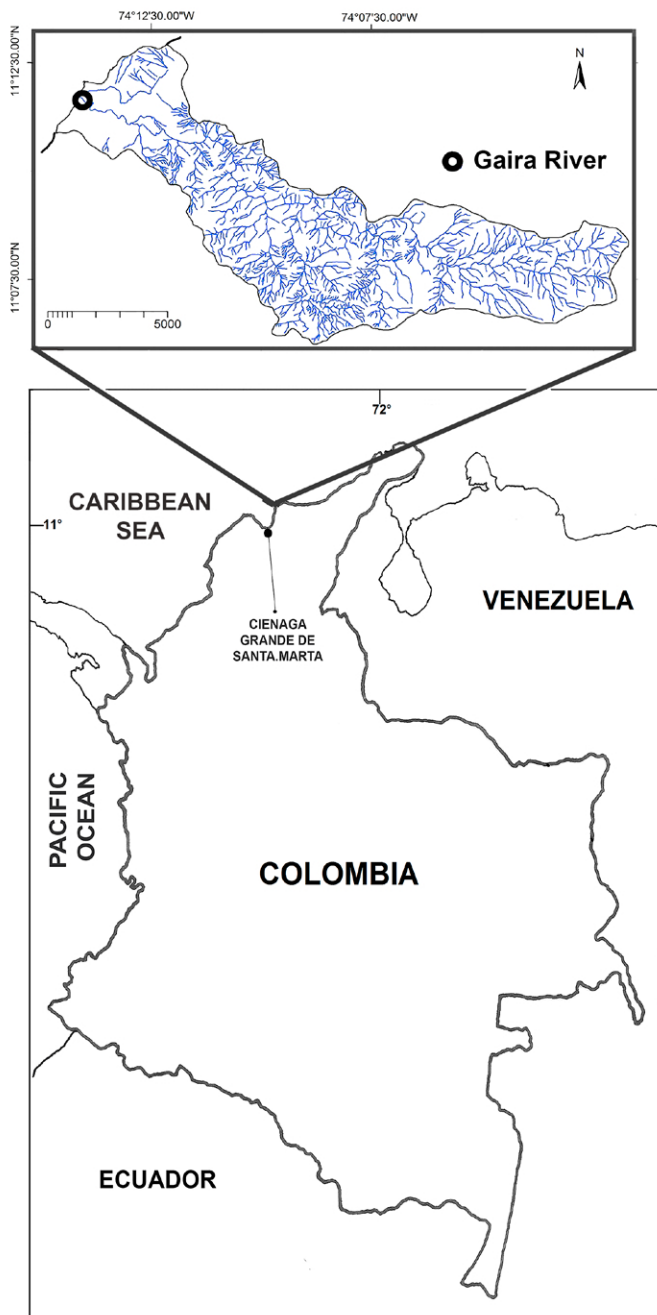 74°12'30.00"W
74°07'30.00"W
11°12'30.00"N
N
Gaira River
11°07'30.00"N
0
5000
72°
CARIBBEAN
SEA
11°
VENEZUELA
CIENAGA
GRANDE DE
SANTA.MARTA
PACIFIC
OCEAN
COLOMBIA
ECUADOR